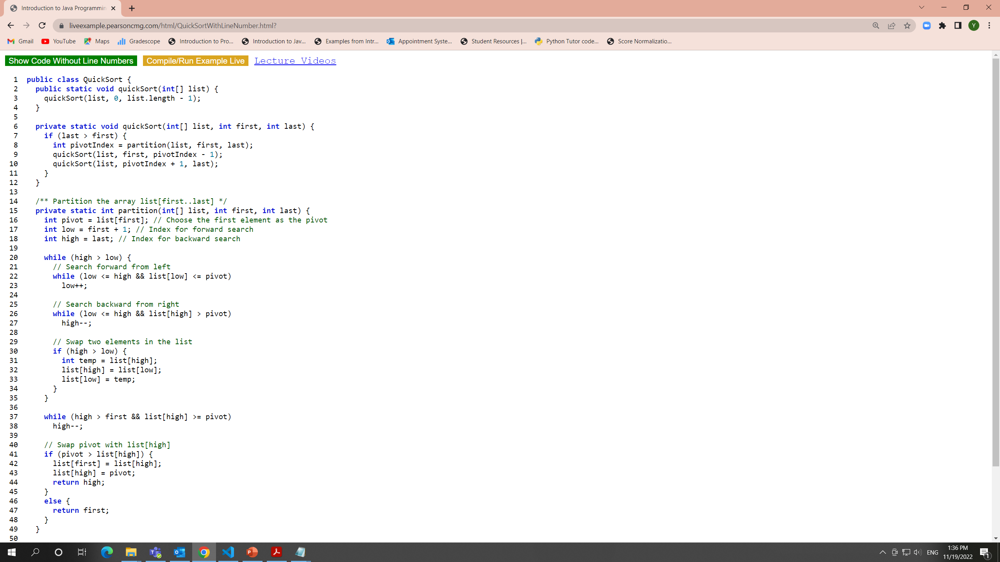 Introduction to Java Programmin
liveexample.pearsoncmg.com/html/QuickSortWithLineNumber.html?
Y
Gmail YouTube Maps Gradescope Introduction to Pro... Introduction to Jav... Examples from Intr... Appointment Syste... Student Resources |... Python Tutor code... Score Normalizatio...
Show Code Without Line Numbers Compile/Run Example Live Lecture Videos
1 public class QuickSort {
2   public static void quickSort(int[] list) {
3     quickSort(list, 0, list.length - 1);
4   }
5
6   private static void quickSort(int[] list, int first, int last) {
7     if (last > first) {
8       int pivotIndex = partition(list, first, last);
9       quickSort(list, first, pivotIndex - 1);
10       quickSort(list, pivotIndex + 1, last);
11     }
12   }
13
14   /** Partition the array list[first..last] */
15   private static int partition(int[] list, int first, int last) {
16     int pivot = list[first]; // Choose the first element as the pivot
17     int low = first + 1; // Index for forward search
18     int high = last; // Index for backward search
19
20     while (high > low) {
21       // Search forward from left
22       while (low <= high && list[low] <= pivot)
23         low++;
24
25       // Search backward from right
26       while (low <= high && list[high] > pivot)
27         high--;
28
29       // Swap two elements in the list
30       if (high > low) {
31         int temp = list[high];
32         list[high] = list[low];
33         list[low] = temp;
34       }
35     }
36
37     while (high > first && list[high] >= pivot)
38       high--;
39
40     // Swap pivot with list[high]
41     if (pivot > list[high]) {
42       list[first] = list[high];
43       list[high] = pivot;
44       return high;
45     }
46     else {
47       return first;
48     }
49   }
50
ENG
1:36 PM
11/19/2022
1